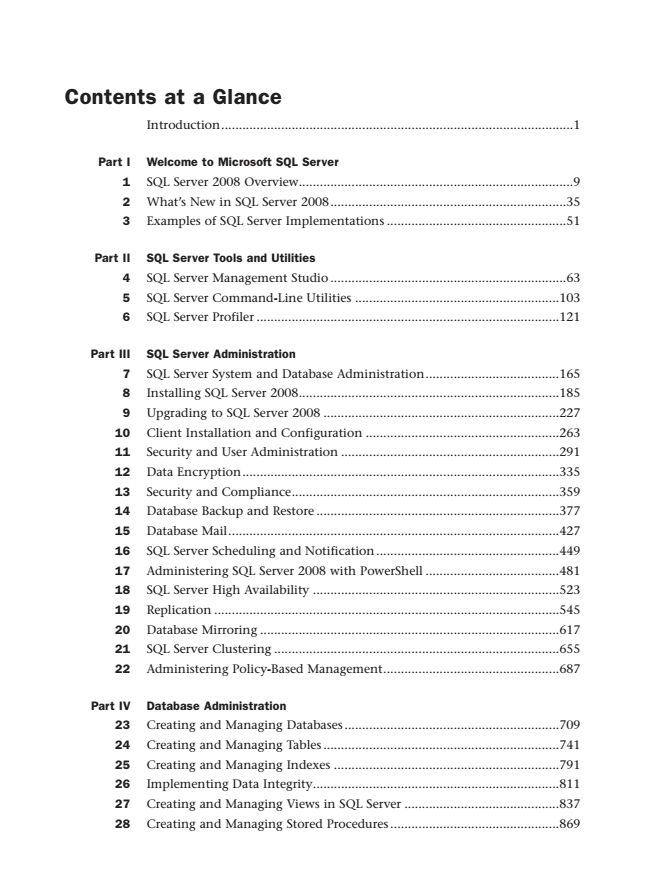 Contents at a Glance
Introduction....................................................................................................1
Part I Welcome to Microsoft SQL Server
1 SQL Server 2008 Overview..............................................................................9
2 What's New in SQL Server 2008.....................................................................35
3 Examples of SQL Server Implementations ......................................................51
Part II SQL Server Tools and Utilities
4 SQL Server Management Studio .....................................................................63
5 SQL Server Command-Line Utilities ..........................................................103
6 SQL Server Profiler ......................................................................................121
Part III SQL Server Administration
7 SQL Server System and Database Administration......................................165
8 Installing SQL Server 2008..........................................................................185
9 Upgrading to SQL Server 2008 ...................................................................227
10 Client Installation and Configuration .......................................................263
11 Security and User Administration ..............................................................291
12 Data Encryption..........................................................................................335
13 Security and Compliance............................................................................359
14 Database Backup and Restore .....................................................................377
15 Database Mail..............................................................................................427
16 SQL Server Scheduling and Notification ....................................................449
17 Administering SQL Server 2008 with PowerShell ......................................481
18 SQL Server High Availability ......................................................................523
19 Replication ..................................................................................................545
20 Database Mirroring .....................................................................................617
21 SQL Server Clustering .................................................................................655
22 Administering Policy-Based Management..................................................687
Part IV Database Administration
23 Creating and Managing Databases .............................................................709
24 Creating and Managing Tables ...................................................................741
25 Creating and Managing Indexes ................................................................791
26 Implementing Data Integrity......................................................................811
27 Creating and Managing Views in SQL Server ............................................837
28 Creating and Managing Stored Procedures ................................................869